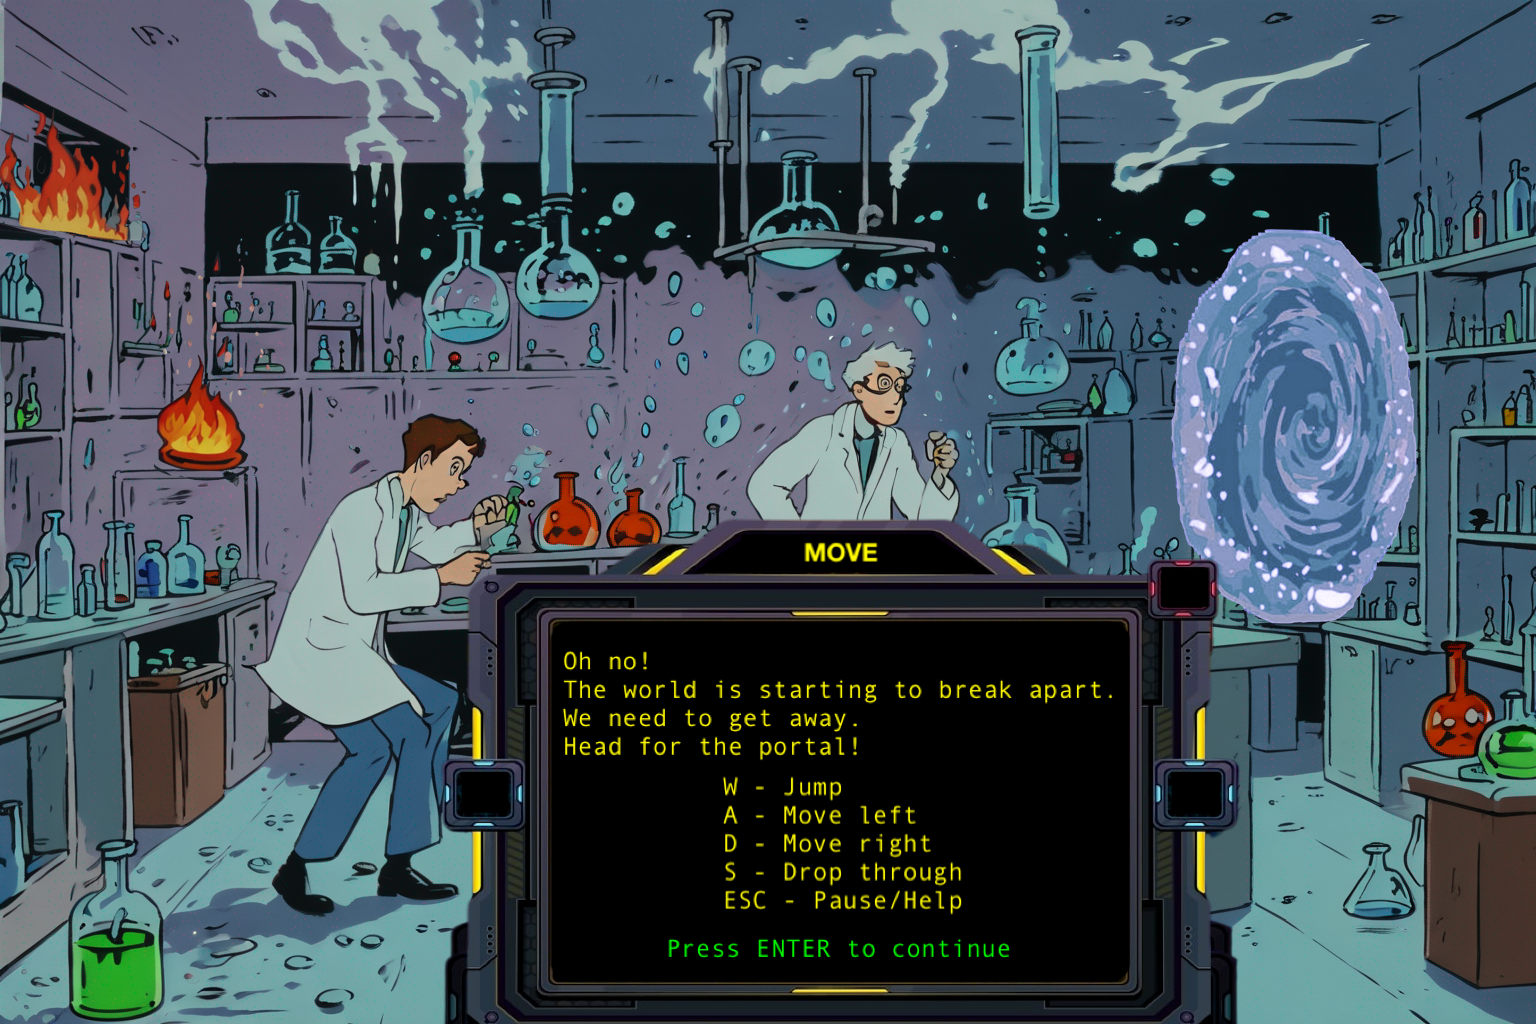 MOVE
Oh no!
The world is starting to break apart.
We need to get away.
Head for the portal!
W - Jump
A - Move left
D - Move right
S - Drop through
ESC - Pause/Help
Press ENTER to continue